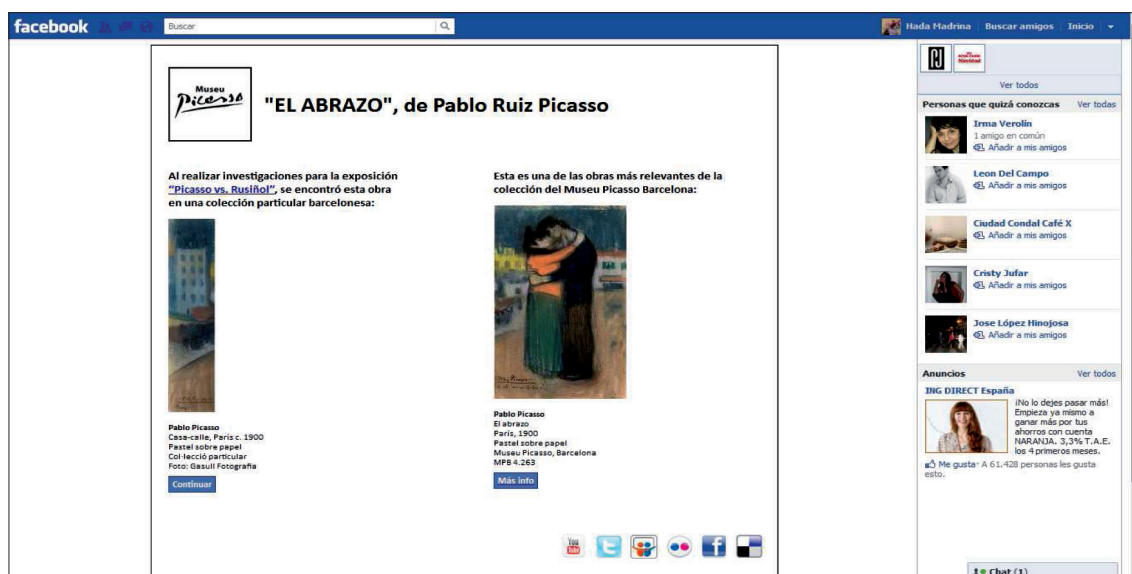 facebook
Buscar
Hada Madrina Buscar amigos Inicio
Museu
Picasso
"EL ABRAZO", de Pablo Ruiz Picasso
Al realizar investigaciones para la exposición
"Picasso vs. Rusiñol", se encontró esta obra
en una colección particular barcelonesa:
Pablo Picasso
Casa-calle, París c. 1900
Pastel sobre papel
Col·lecció particular
Foto: Gasull Fotografia
Continuar
Esta es una de las obras más relevantes de la
colección del Museu Picasso Barcelona:
Pablo Picasso
El abrazo
París, 1900
Pastel sobre papel
Museu Picasso, Barcelona
MPB 4.263
Más info
You
Tube
Navidad
Ver todos
Personas que quizá conozcas Ver todas
Irma Verolín
1 amigo en común
Añadir a mis amigos
Leon Del Campo
Añadir a mis amigos
Ciudad Condal Café X
Añadir a mis amigos
Cristy Jufar
Añadir a mis amigos
Jose López Hinojosa
Añadir a mis amigos
Anuncios Ver todos
ING DIRECT España
¡No lo dejes pasar más!
Empieza ya mismo a
ganar más por tus
ahorros con cuenta
NARANJA. 3,3% T.A.E.
los 4 primeros meses.
Me gusta · A 61.428 personas les gusta
esto.
Chat (1)